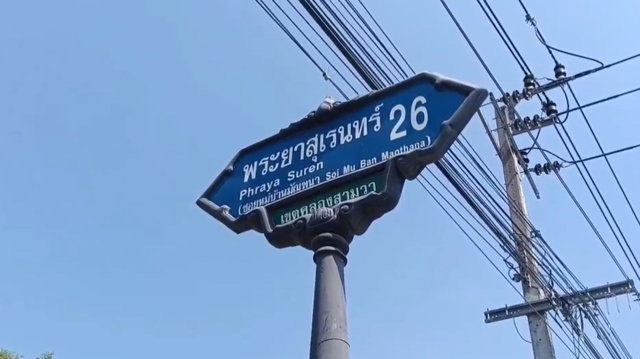 พระยาสุเรนทร์ 26
Phraya Suren
(ซอยหมู่บ้านมัณฑนา Soi Mu Ban Manthana)
เขตคลองสามวา